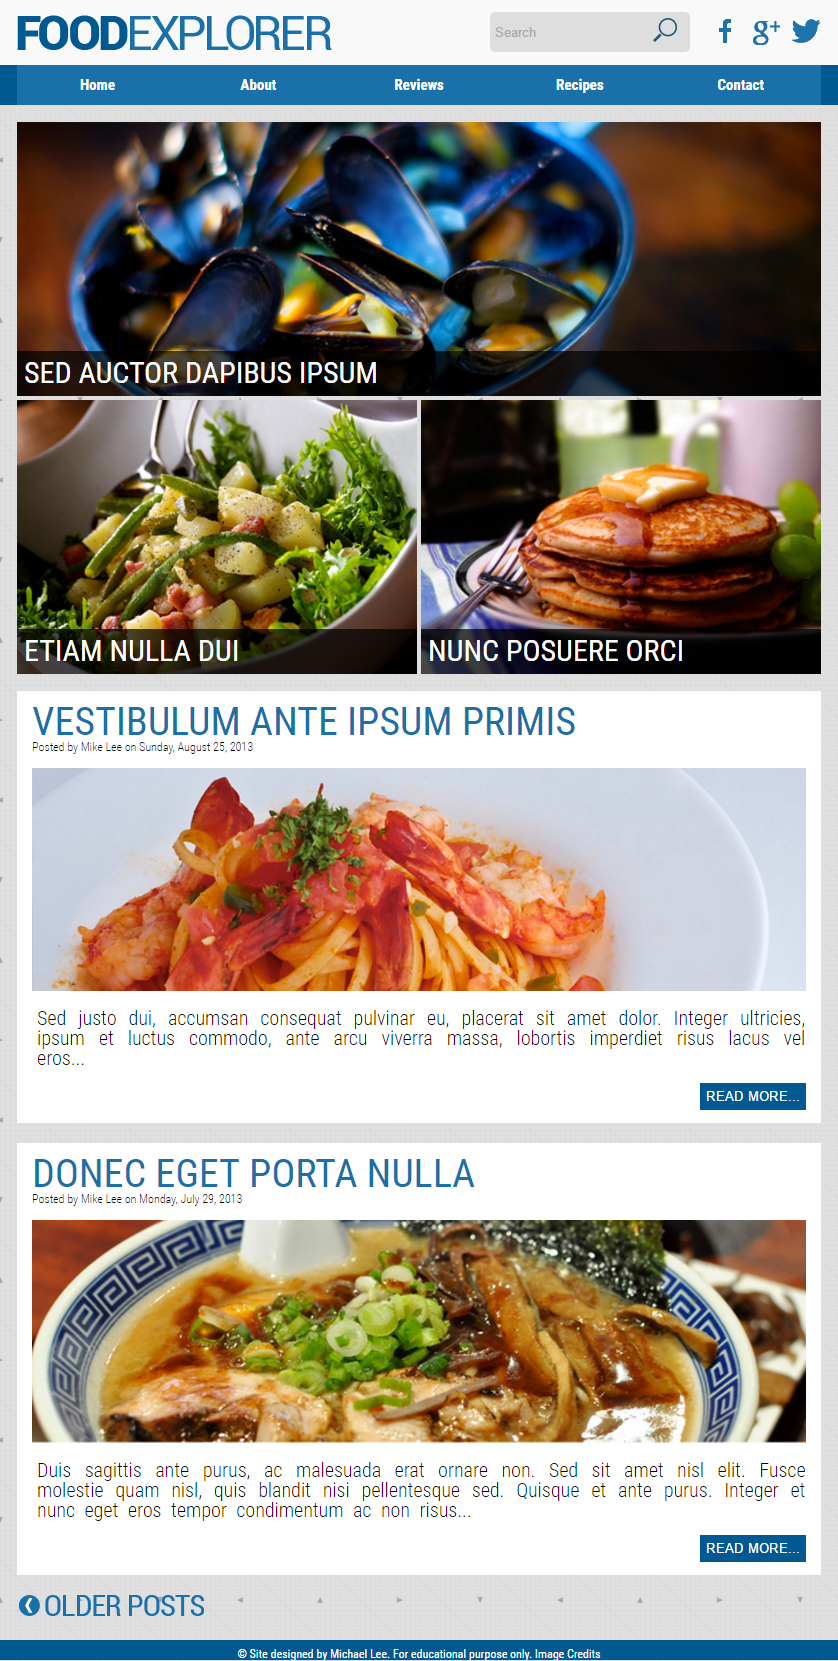 FOODEXPLORER
Search
Home About Reviews Recipes Contact
SED AUCTOR DAPIBUS IPSUM
ETIAM NULLA DUI
NUNC POSUERE ORCI
VESTIBULUM ANTE IPSUM PRIMIS
Posted by Mike Lee on Sunday, August 25, 2013
Sed justo dui, accumsan consequat pulvinar eu, placerat sit amet dolor. Integer ultricies,
ipsum et luctus commodo, ante arcu viverra massa, lobortis imperdiet risus lacus vel
eros...
READ MORE...
DONEC EGET PORTA NULLA
Posted by Mike Lee on Monday, July 29, 2013
Duis sagittis ante purus, ac malesuada erat ornare non. Sed sit amet nisl elit. Fusce
molestie quam nisl, quis blandit nisi pellentesque sed. Quisque et ante purus. Integer et
nunc eget eros tempor condimentum ac non risus...
READ MORE...
OLDER POSTS
© Site designed by Michael Lee. For educational purpose only. Image Credits